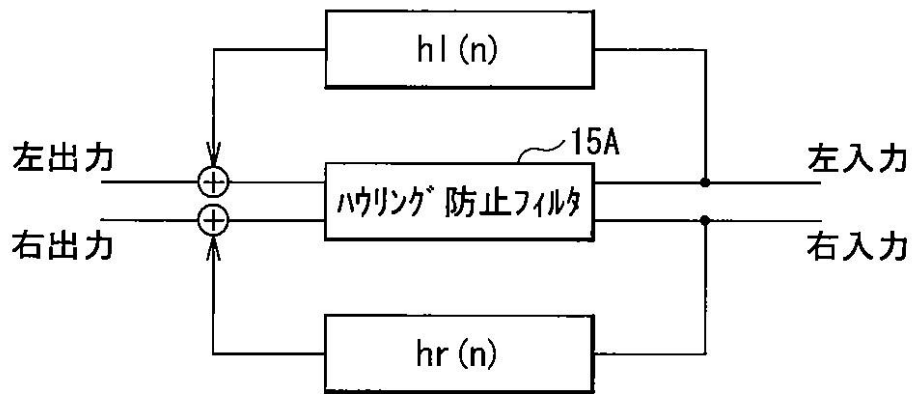 hl(n)
15A
左出力
左入力
ハウリング防止フィルタ
右出力
右入力
hr(n)